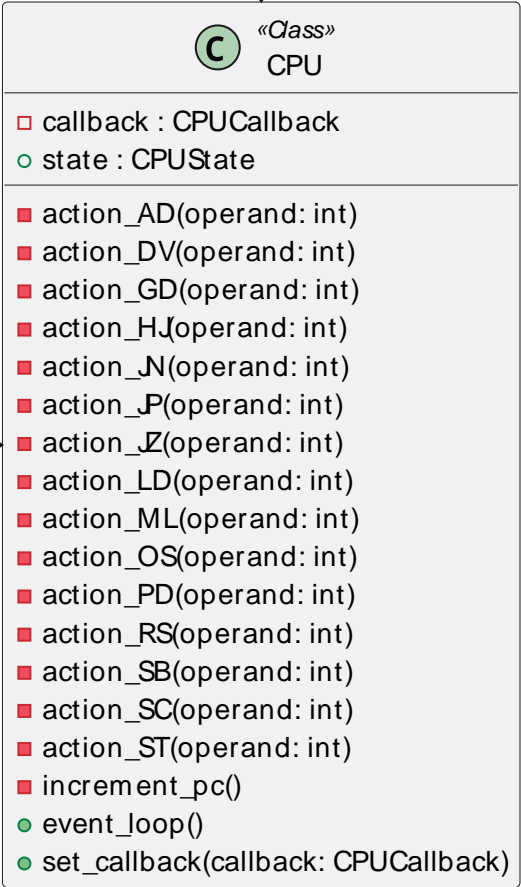 «Class»
C
CPU
callback : CPUCallback
state : CPUState
action_AD(operand: int)
action_DV(operand: int)
action_GD(operand: int)
action_HJ(operand: int)
action_JN(operand: int)
action_JP(operand: int)
action_JZ(operand: int)
action_LD(operand: int)
action_ML(operand: int)
action_OS(operand: int)
action_PD(operand: int)
action_RS(operand: int)
action_SB(operand: int)
action_SC(operand: int)
action_ST(operand: int)
increment_pc()
event_loop()
set_callback(callback: CPUCallback)